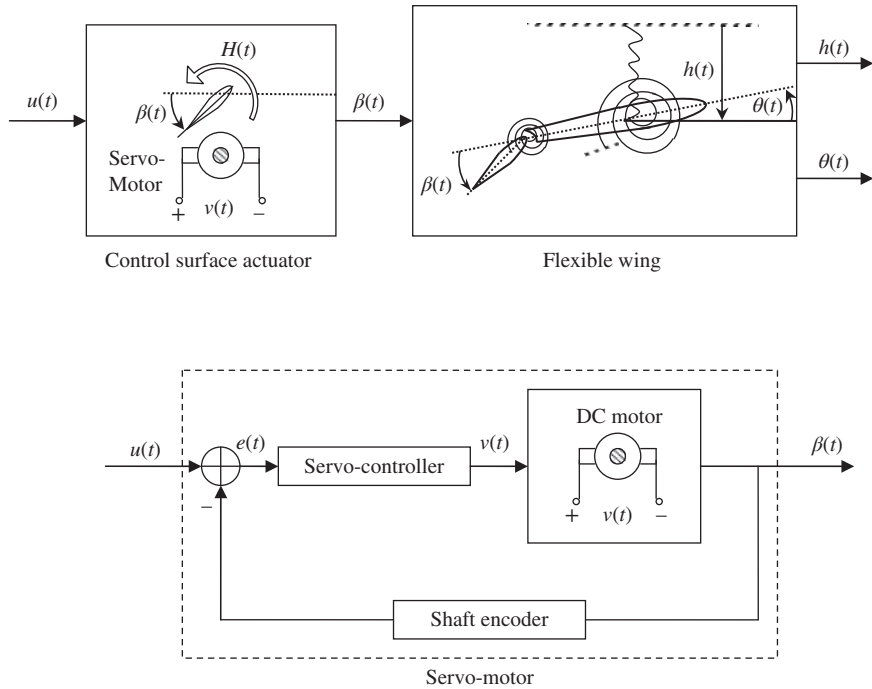 H(t)
u(t)
β(t)
β(t)
Servo-
Motor
+ v(t) −
h(t)
θ(t)
β(t)
h(t)
θ(t)
Control surface actuator
Flexible wing
u(t)
−
e(t)
Servo-controller
v(t)
DC motor
+ v(t) −
β(t)
Shaft encoder
Servo-motor